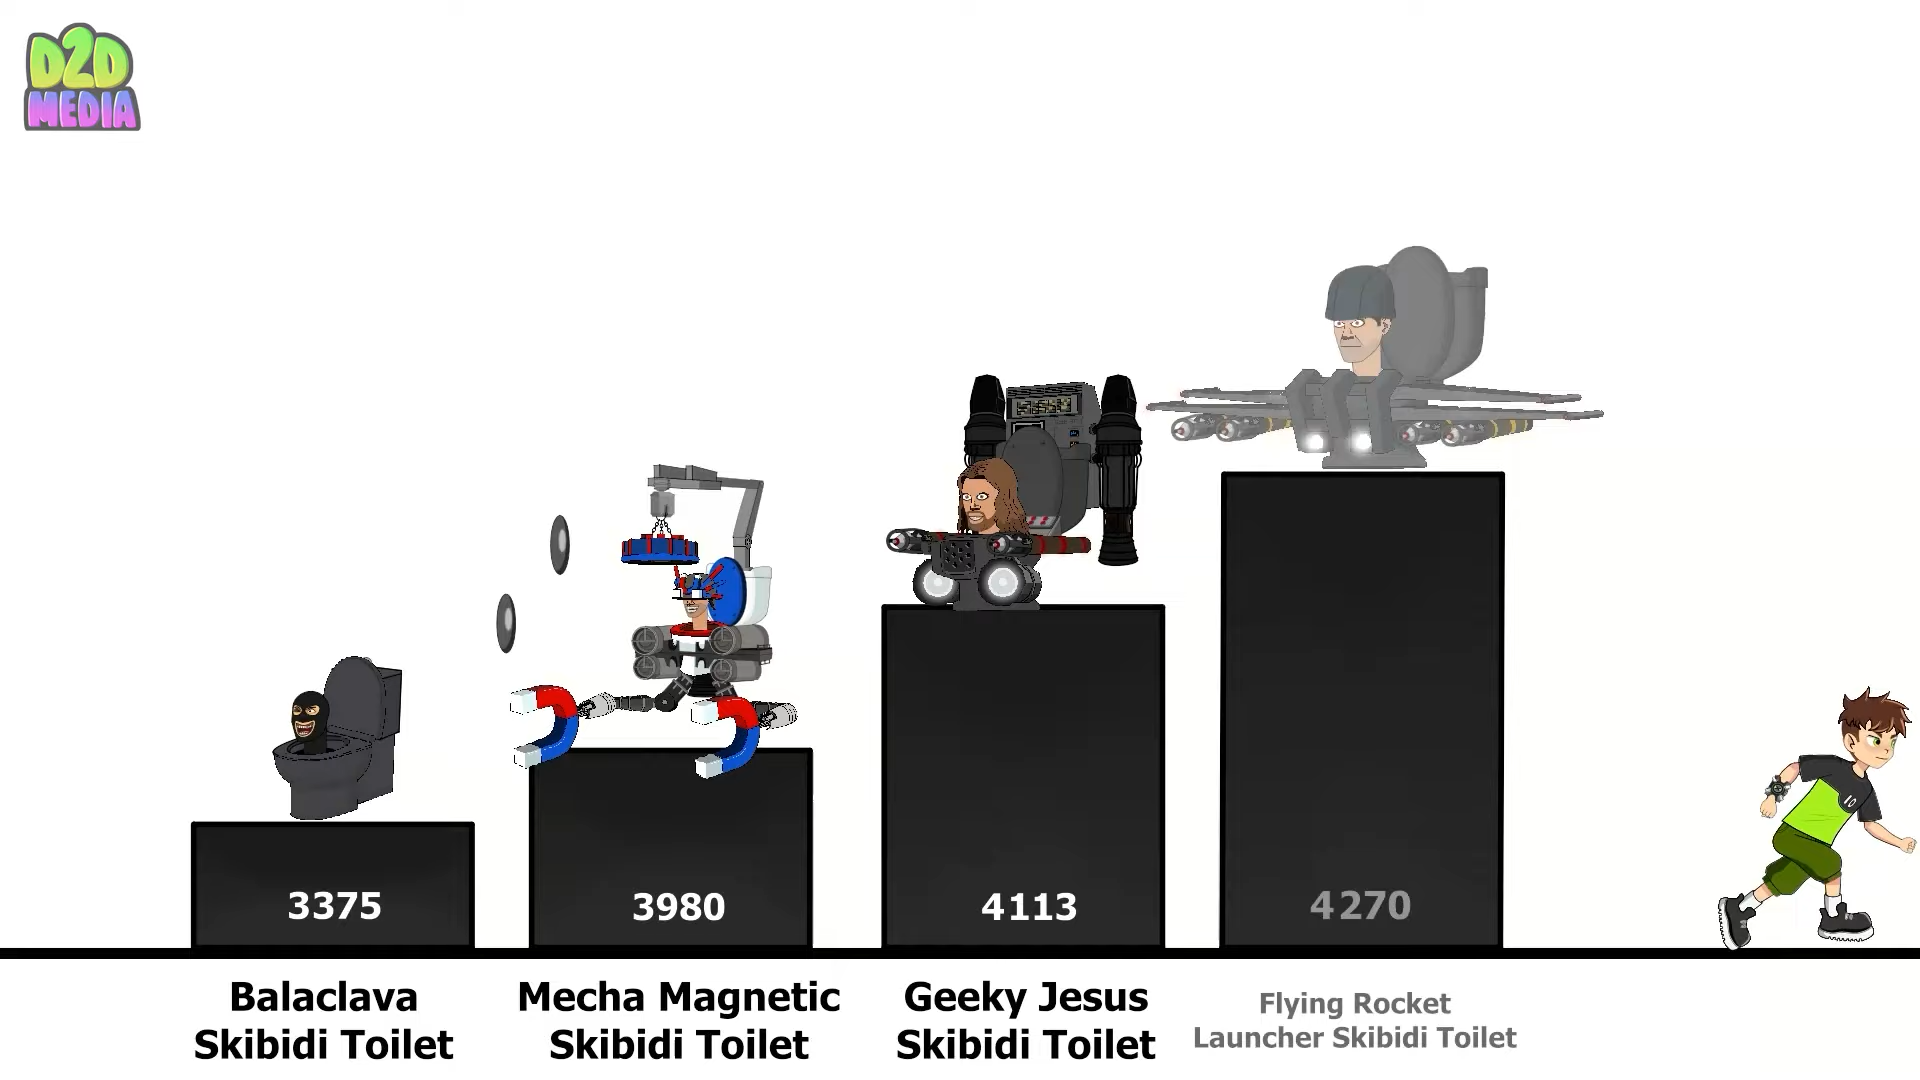 D2D
MEDIA
3375
3980
4113
4270
10
Balaclava
Skibidi Toilet
Mecha Magnetic
Skibidi Toilet
Geeky Jesus
Skibidi Toilet
Flying Rocket
Launcher Skibidi Toilet